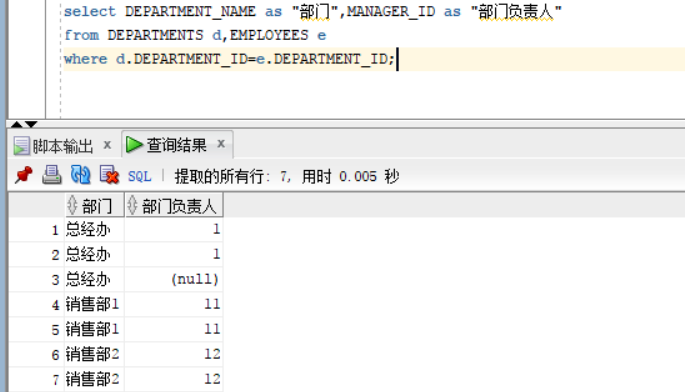 select DEPARTMENT_NAME as "部门",MANAGER_ID as "部门负责人"
from DEPARTMENTS d,EMPLOYEES e
where d.DEPARTMENT_ID=e.DEPARTMENT_ID;
脚本输出 x 查询结果 x
SQL | 提取的所有行: 7, 用时 0.005 秒
部门 部门负责人
1 总经办 1
2 总经办 1
3 总经办 (null)
4 销售部1 11
5 销售部1 11
6 销售部2 12
7 销售部2 12